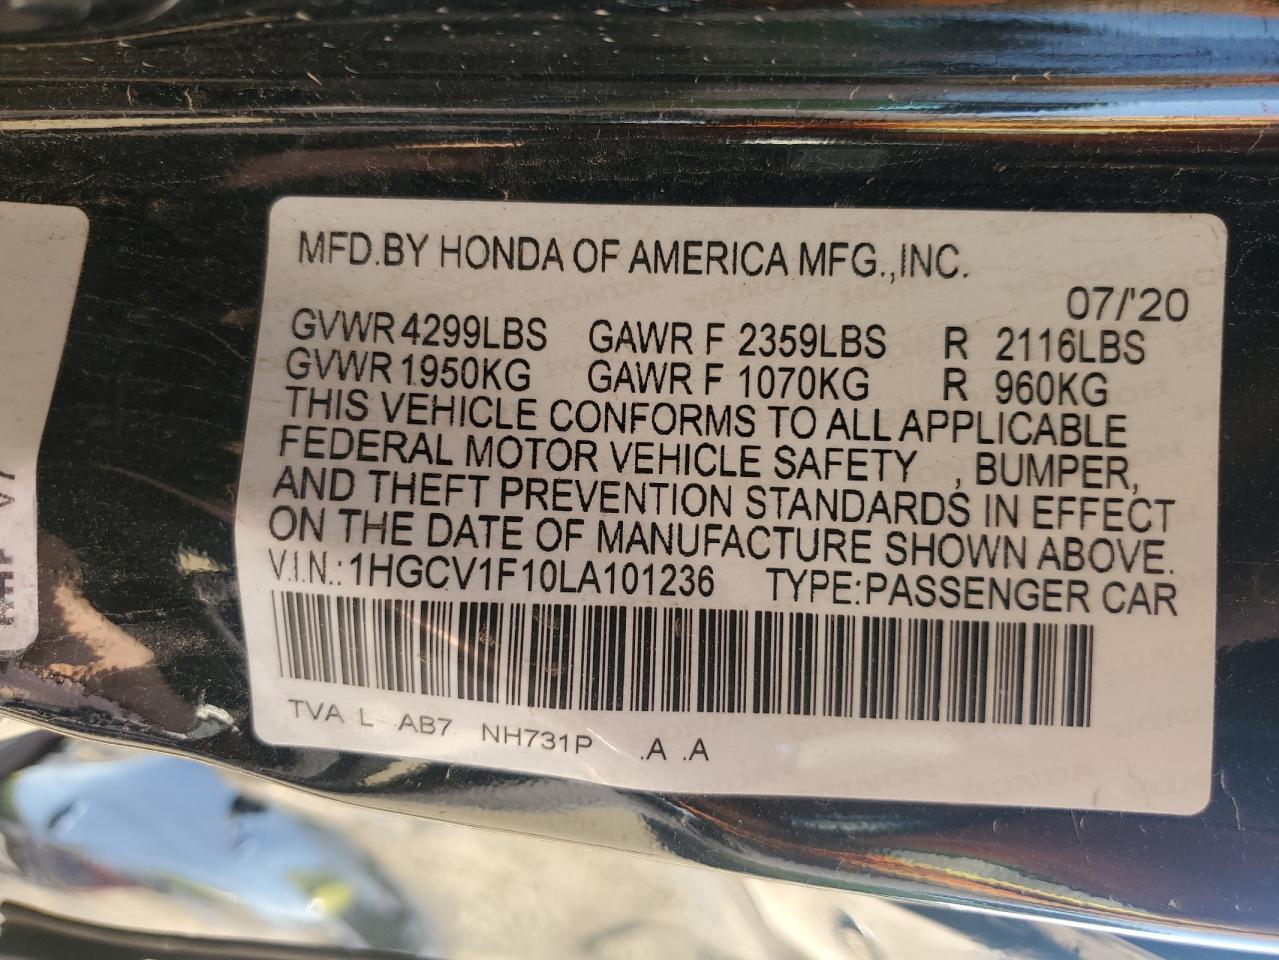 MFD.BY HONDA OF AMERICA MFG.,INC.
07/'20
GVWR 4299LBS GAWR F 2359LBS R 2116LBS
GVWR 1950KG GAWR F 1070KG R 960KG
THIS VEHICLE CONFORMS TO ALL APPLICABLE
FEDERAL MOTOR VEHICLE SAFETY , BUMPER,
AND THEFT PREVENTION STANDARDS IN EFFECT
ON THE DATE OF MANUFACTURE SHOWN ABOVE.
V.I.N.: 1HGCV1F10LA101236 TYPE:PASSENGER CAR
TVA L AB7 NH731P .A .A